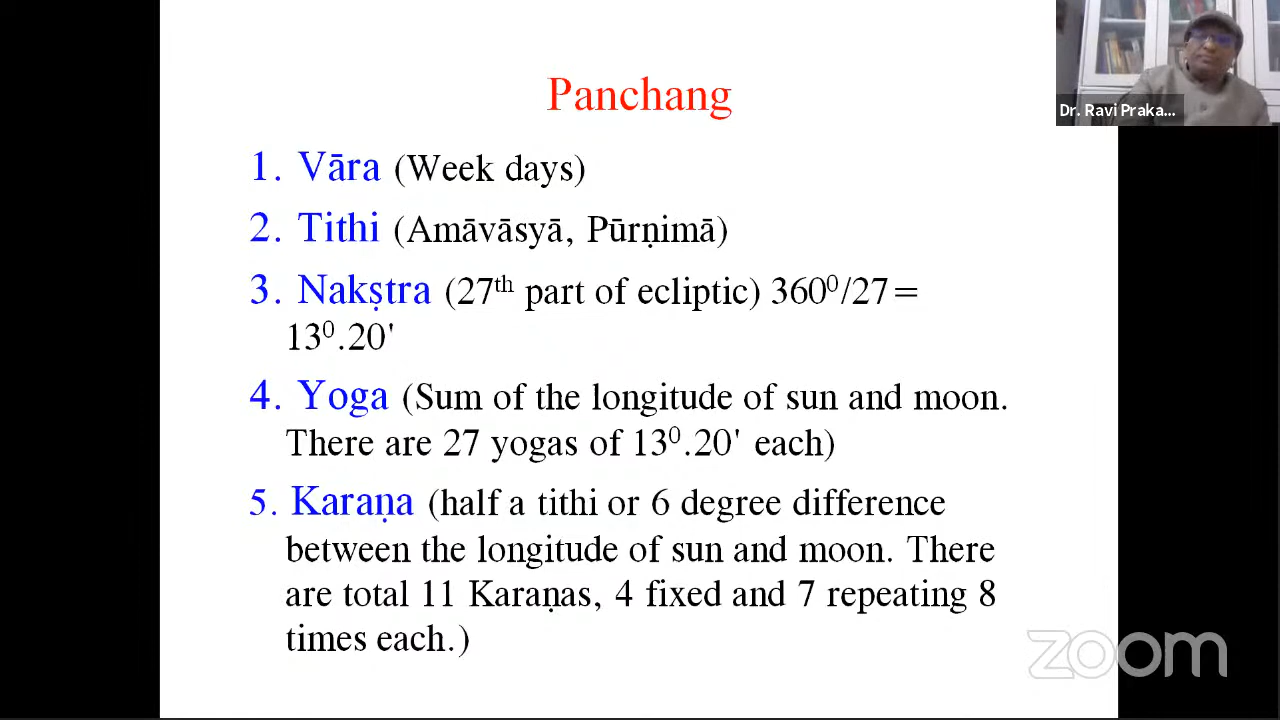 Panchang
1. Vāra (Week days)
2. Tithi (Amāvāsyā, Pūrṇimā)
3. Nakṣtra (27th part of ecliptic) 360⁰/27=
13⁰.20'
4. Yoga (Sum of the longitude of sun and moon.
There are 27 yogas of 13⁰.20' each)
5. Karaṇa (half a tithi or 6 degree difference
between the longitude of sun and moon. There
are total 11 Karaṇas, 4 fixed and 7 repeating 8
times each.)
Dr. Ravi Praka...
zoom